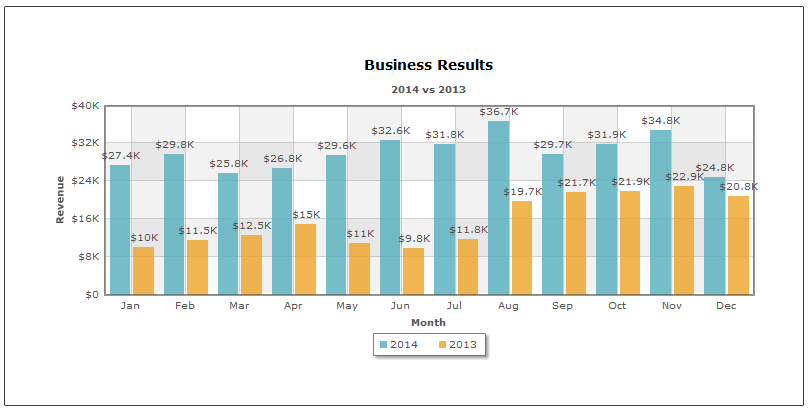 Business Results
2014 vs 2013
$40K
$32K
$24K
$16K
$8K
$0
Revenue
$27.4K $29.8K $25.8K $26.8K $29.6K $32.6K $31.8K $36.7K $29.7K $31.9K $34.8K $24.8K
$10K $11.5K $12.5K $15K $11K $9.8K $11.8K $19.7K $21.7K $21.9K $22.9K $20.8K
Jan Feb Mar Apr May Jun Jul Aug Sep Oct Nov Dec
Month
2014 2013